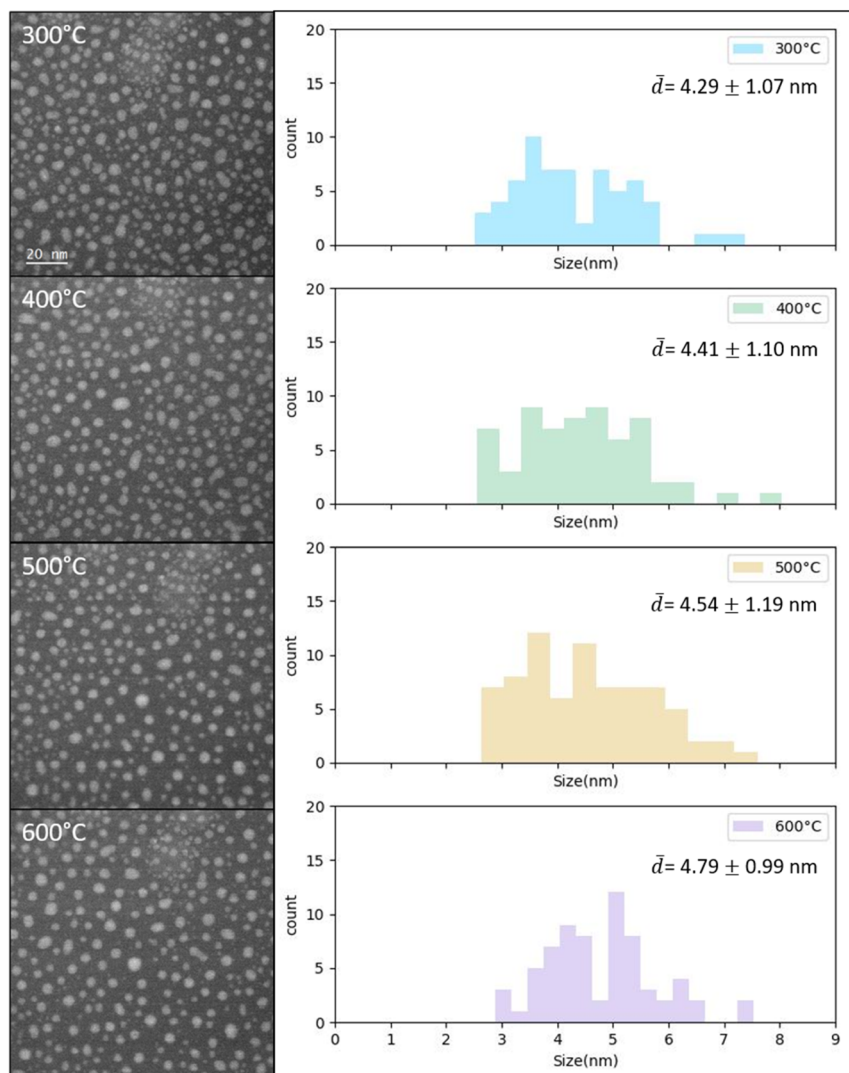 300°C
20 nm
20
15
10
5
0
count
300°C
d̄= 4.29 ± 1.07 nm
Size(nm)
400°C
20
15
10
5
0
count
400°C
d̄= 4.41 ± 1.10 nm
Size(nm)
500°C
20
15
10
5
0
count
500°C
d̄= 4.54 ± 1.19 nm
Size(nm)
600°C
20
15
10
5
0
count
600°C
d̄= 4.79 ± 0.99 nm
0 1 2 3 4 5 6 7 8 9
Size(nm)